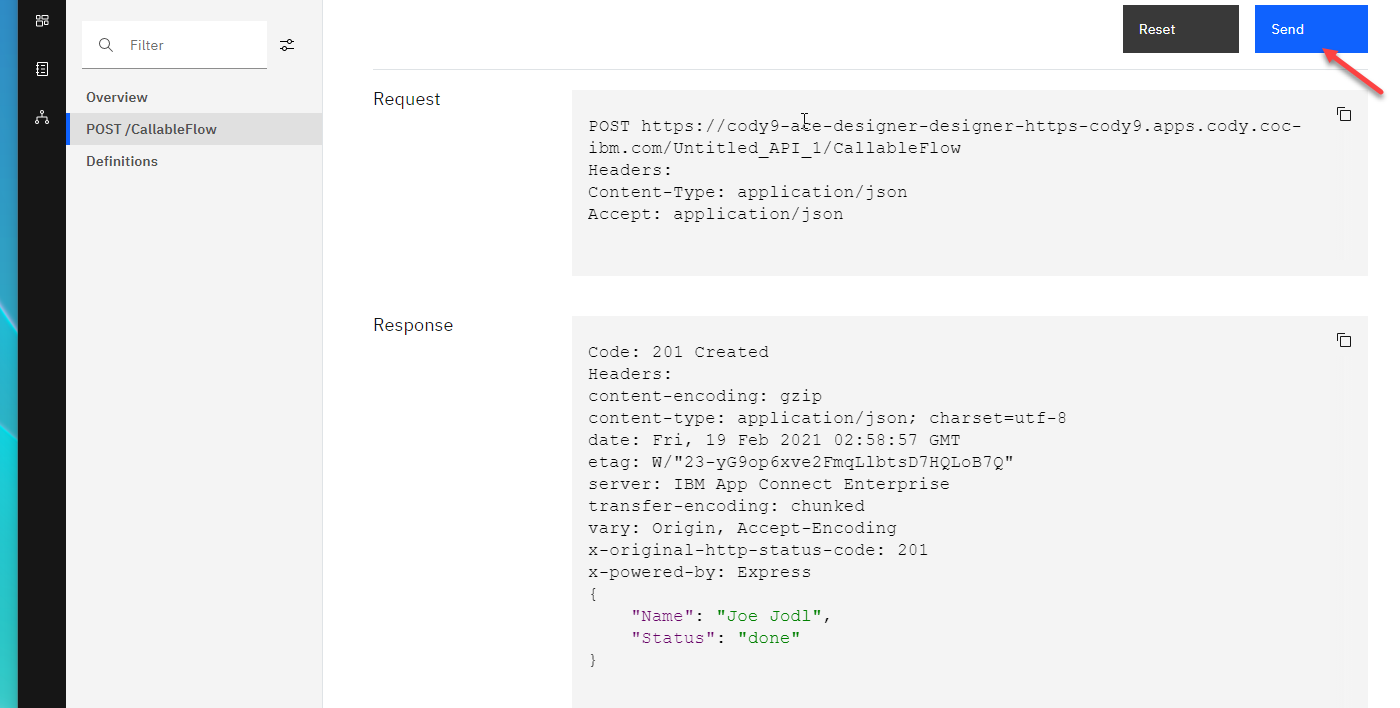 Filter
Overview
POST /CallableFlow
Definitions
Reset
Send
Request
POST https://cody9-ace-designer-designer-https-cody9.apps.cody.coc-
ibm.com/Untitled_API_1/CallableFlow
Headers:
Content-Type: application/json
Accept: application/json
Response
Code: 201 Created
Headers:
content-encoding: gzip
content-type: application/json; charset=utf-8
date: Fri, 19 Feb 2021 02:58:57 GMT
etag: W/"23-yG9op6xve2FmqLlbtsD7HQLoB7Q"
server: IBM App Connect Enterprise
transfer-encoding: chunked
vary: Origin, Accept-Encoding
x-original-http-status-code: 201
x-powered-by: Express
{
"Name": "Joe Jodl",
"Status": "done"
}